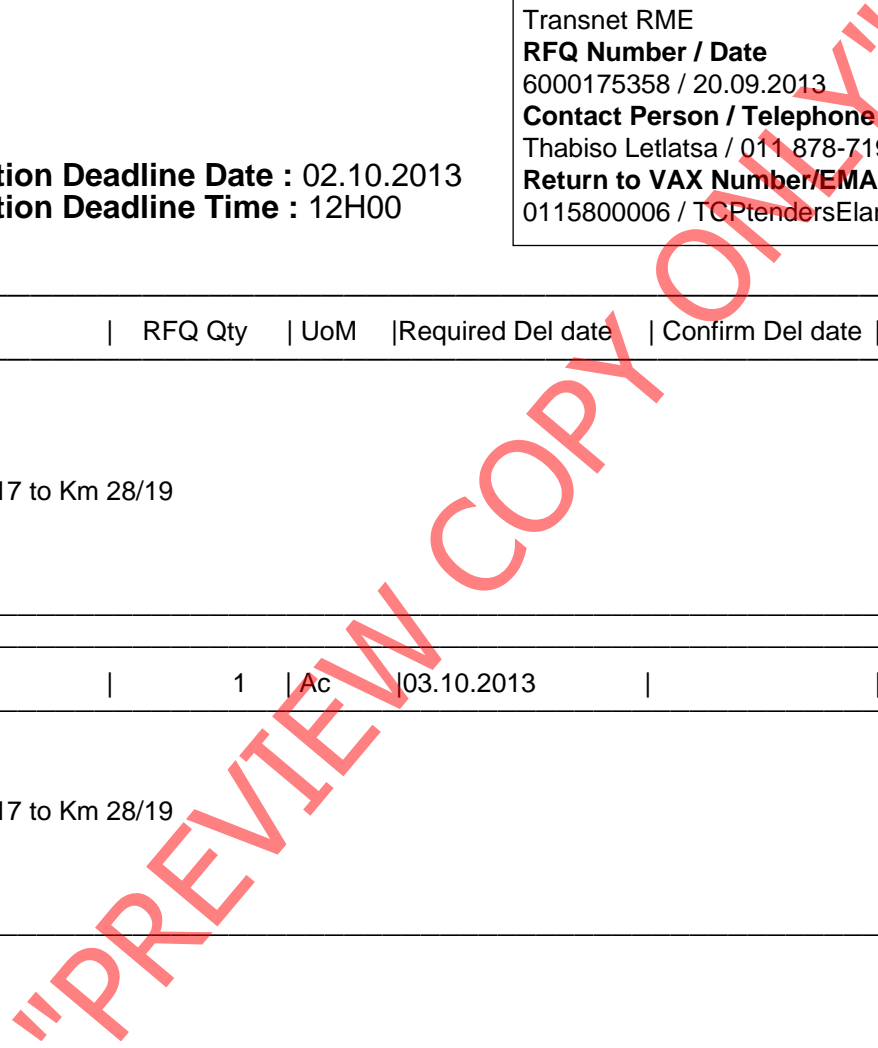 Transnet RME
RFQ Number / Date
6000175358 / 20.09.2013
Contact Person / Telephone
Thabiso Letlatsa / 011 878-719
tion Deadline Date : 02.10.2013
Return to VAX Number/EMA
tion Deadline Time : 12H00
0115800006 / TCPtendersElan
| RFQ Qty | UoM |Required Del date | Confirm Del date |
17 to Km 28/19
| 1 | Ac |03.10.2013 | |
17 to Km 28/19
"PREVIEW COPY ONLY"